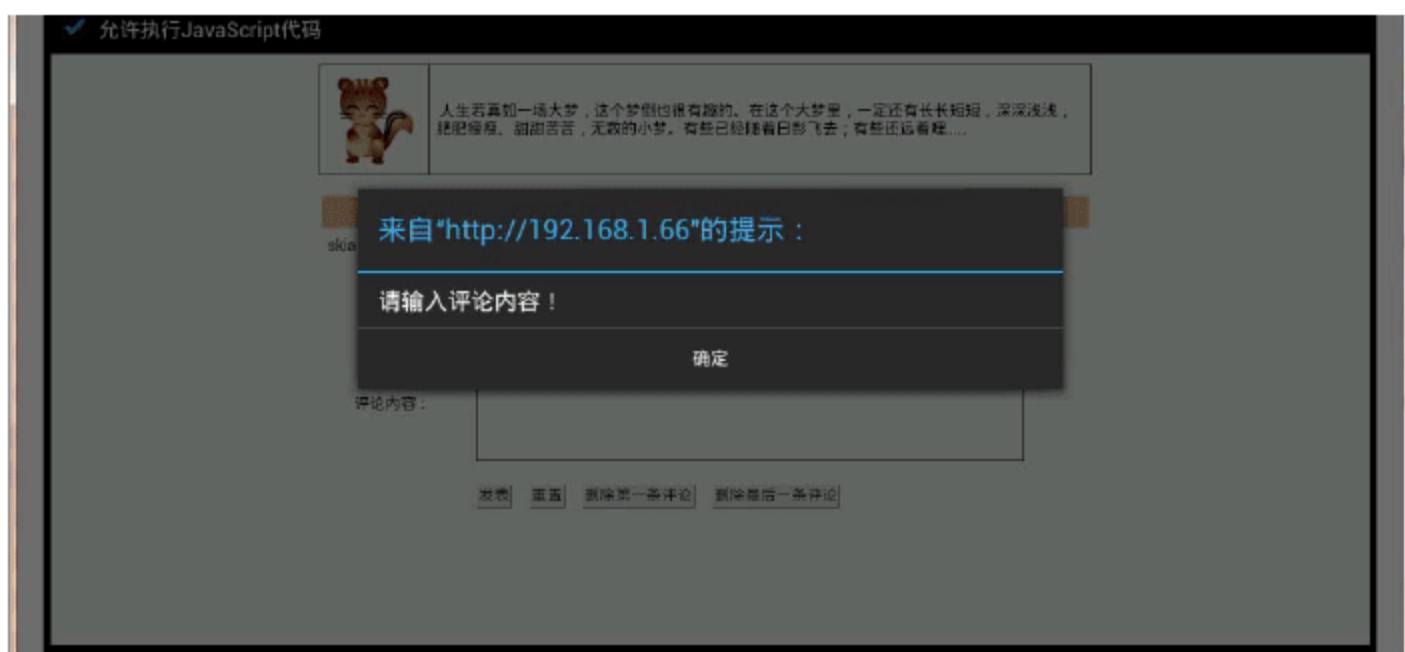 允许执行JavaScript代码
人生若真如一场大梦，这个梦倒也很有趣的。在这个大梦里，一定还有长长短短，深深浅浅，
肥肥瘦瘦、甜甜苦苦，无数的小梦。有些已经随着日影飞去；有些还远着哩....
来自“http://192.168.1.66"的提示：
skia
请输入评论内容！
确定
评论内容：
发表 重置 删除第一条评论 删除最后一条评论